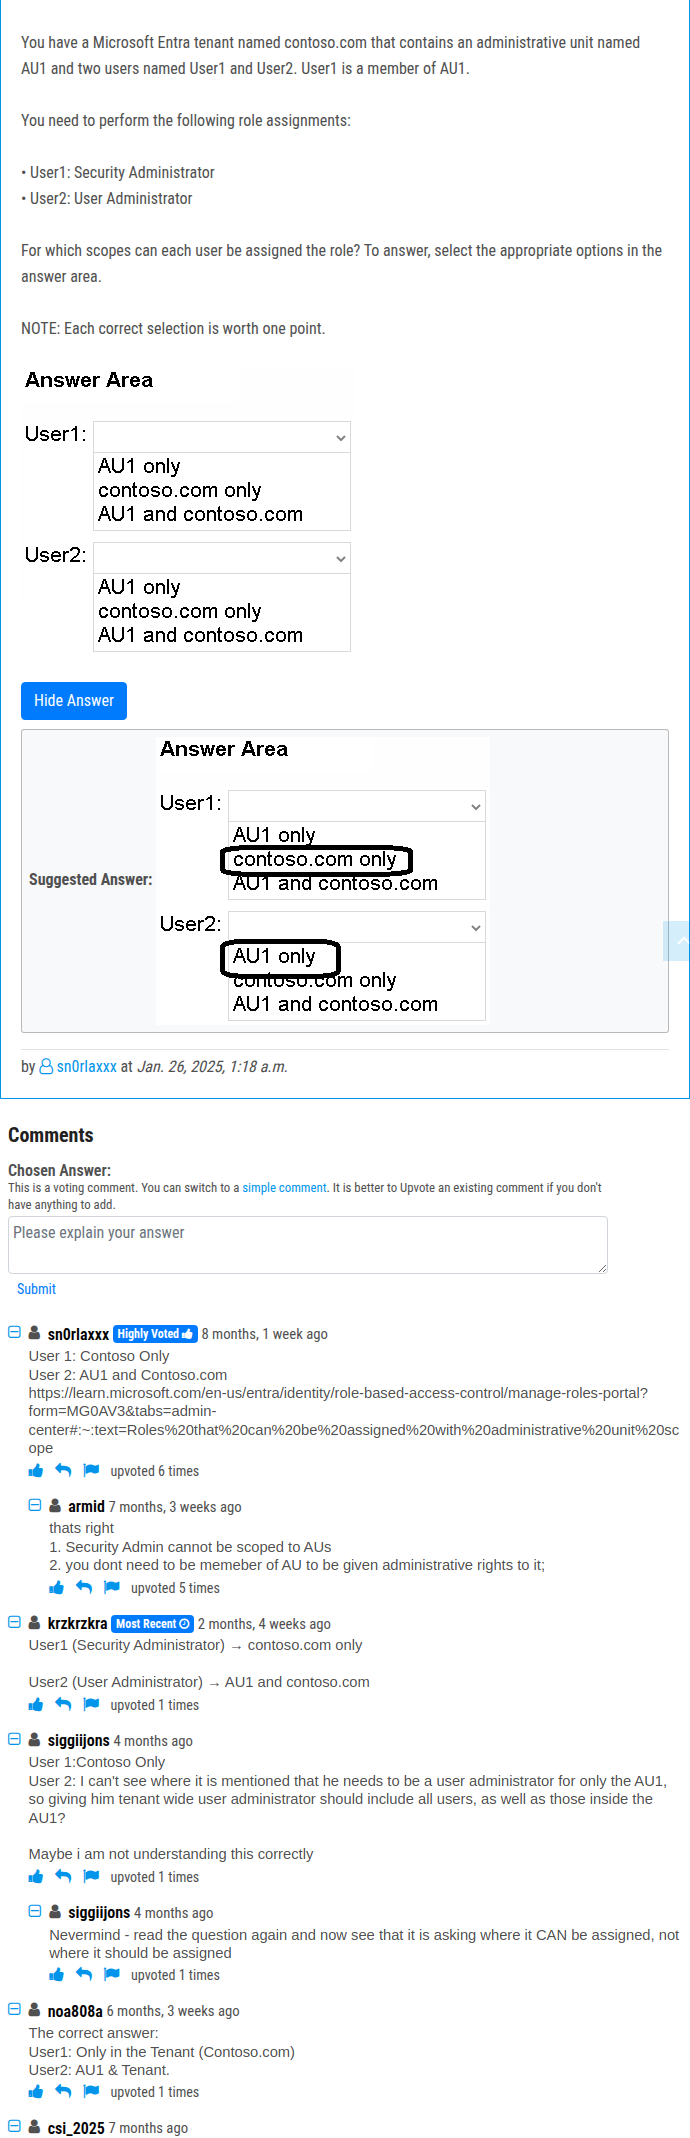 You have a Microsoft Entra tenant named contoso.com that contains an administrative unit named
AU1 and two users named User1 and User2. User1 is a member of AU1.
You need to perform the following role assignments:
• User1: Security Administrator
• User2: User Administrator
For which scopes can each user be assigned the role? To answer, select the appropriate options in the
answer area.
NOTE: Each correct selection is worth one point.
Answer Area
User1:
AU1 only
contoso.com only
AU1 and contoso.com
User2:
AU1 only
contoso.com only
AU1 and contoso.com
Hide Answer
Suggested Answer:
Answer Area
User1:
AU1 only
contoso.com only
AU1 and contoso.com
User2:
AU1 only
contoso.com only
AU1 and contoso.com
by sn0rlaxxx at Jan. 26, 2025, 1:18 a.m.
Comments
Chosen Answer:
This is a voting comment. You can switch to a simple comment. It is better to Upvote an existing comment if you don't
have anything to add.
Please explain your answer
Submit
sn0rlaxxx Highly Voted 8 months, 1 week ago
User 1: Contoso Only
User 2: AU1 and Contoso.com
https://learn.microsoft.com/en-us/entra/identity/role-based-access-control/manage-roles-portal?
form=MG0AV3&tabs=admin-
center#:~:text=Roles%20that%20can%20be%20assigned%20with%20administrative%20unit%20sc
ope
upvoted 6 times
armid 7 months, 3 weeks ago
thats right
1. Security Admin cannot be scoped to AUs
2. you dont need to be memeber of AU to be given administrative rights to it;
upvoted 5 times
krzkrzkra Most Recent 2 months, 4 weeks ago
User1 (Security Administrator) → contoso.com only
User2 (User Administrator) → AU1 and contoso.com
upvoted 1 times
siggiijons 4 months ago
User 1:Contoso Only
User 2: I can't see where it is mentioned that he needs to be a user administrator for only the AU1,
so giving him tenant wide user administrator should include all users, as well as those inside the
AU1?
Maybe i am not understanding this correctly
upvoted 1 times
siggiijons 4 months ago
Nevermind - read the question again and now see that it is asking where it CAN be assigned, not
where it should be assigned
upvoted 1 times
noa808a 6 months, 3 weeks ago
The correct answer:
User1: Only in the Tenant (Contoso.com)
User2: AU1 & Tenant.
upvoted 1 times
csi_2025 7 months ago